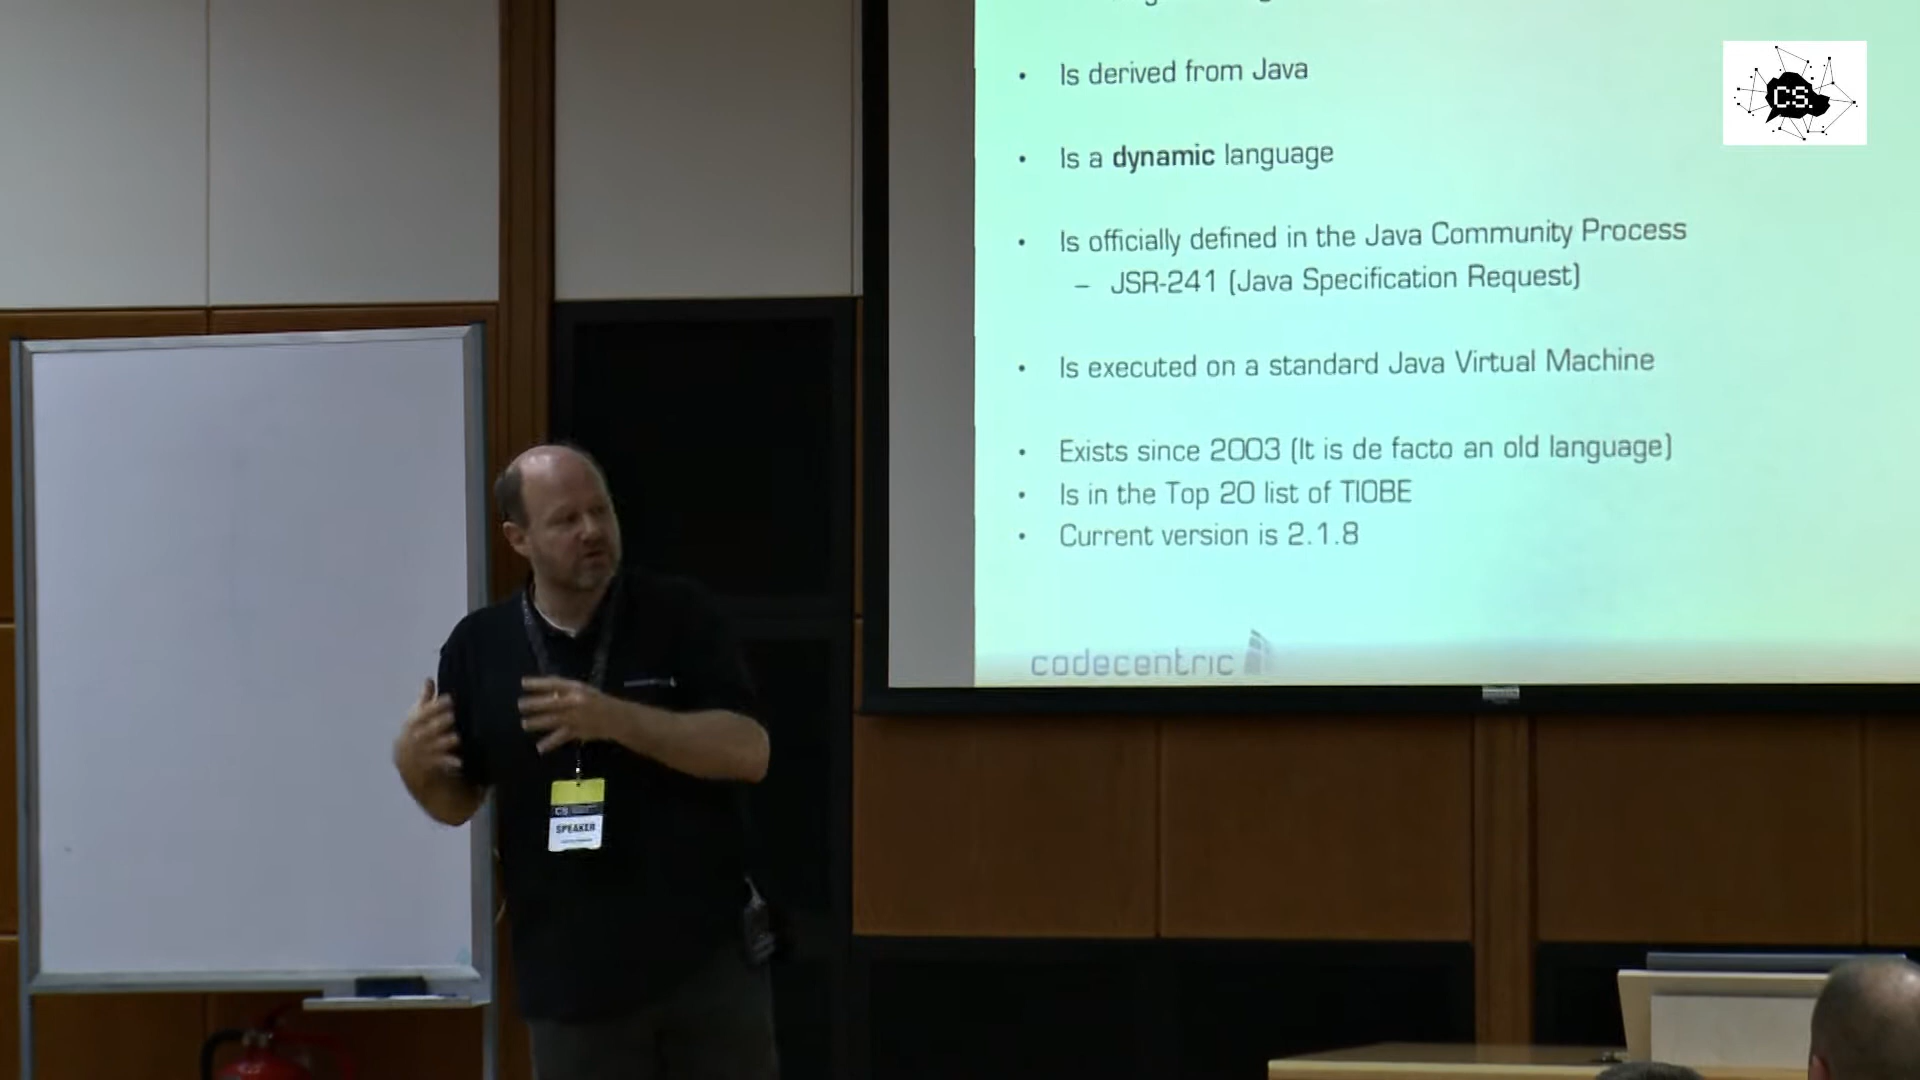 • Is derived from Java
• Is a dynamic language
• Is officially defined in the Java Community Process
– JSR-241 (Java Specification Request)
• Is executed on a standard Java Virtual Machine
• Exists since 2003 (It is de facto an old language)
• Is in the Top 20 list of TIOBE
• Current version is 2.1.8
codecentric
CS.
CS
SPEAKER